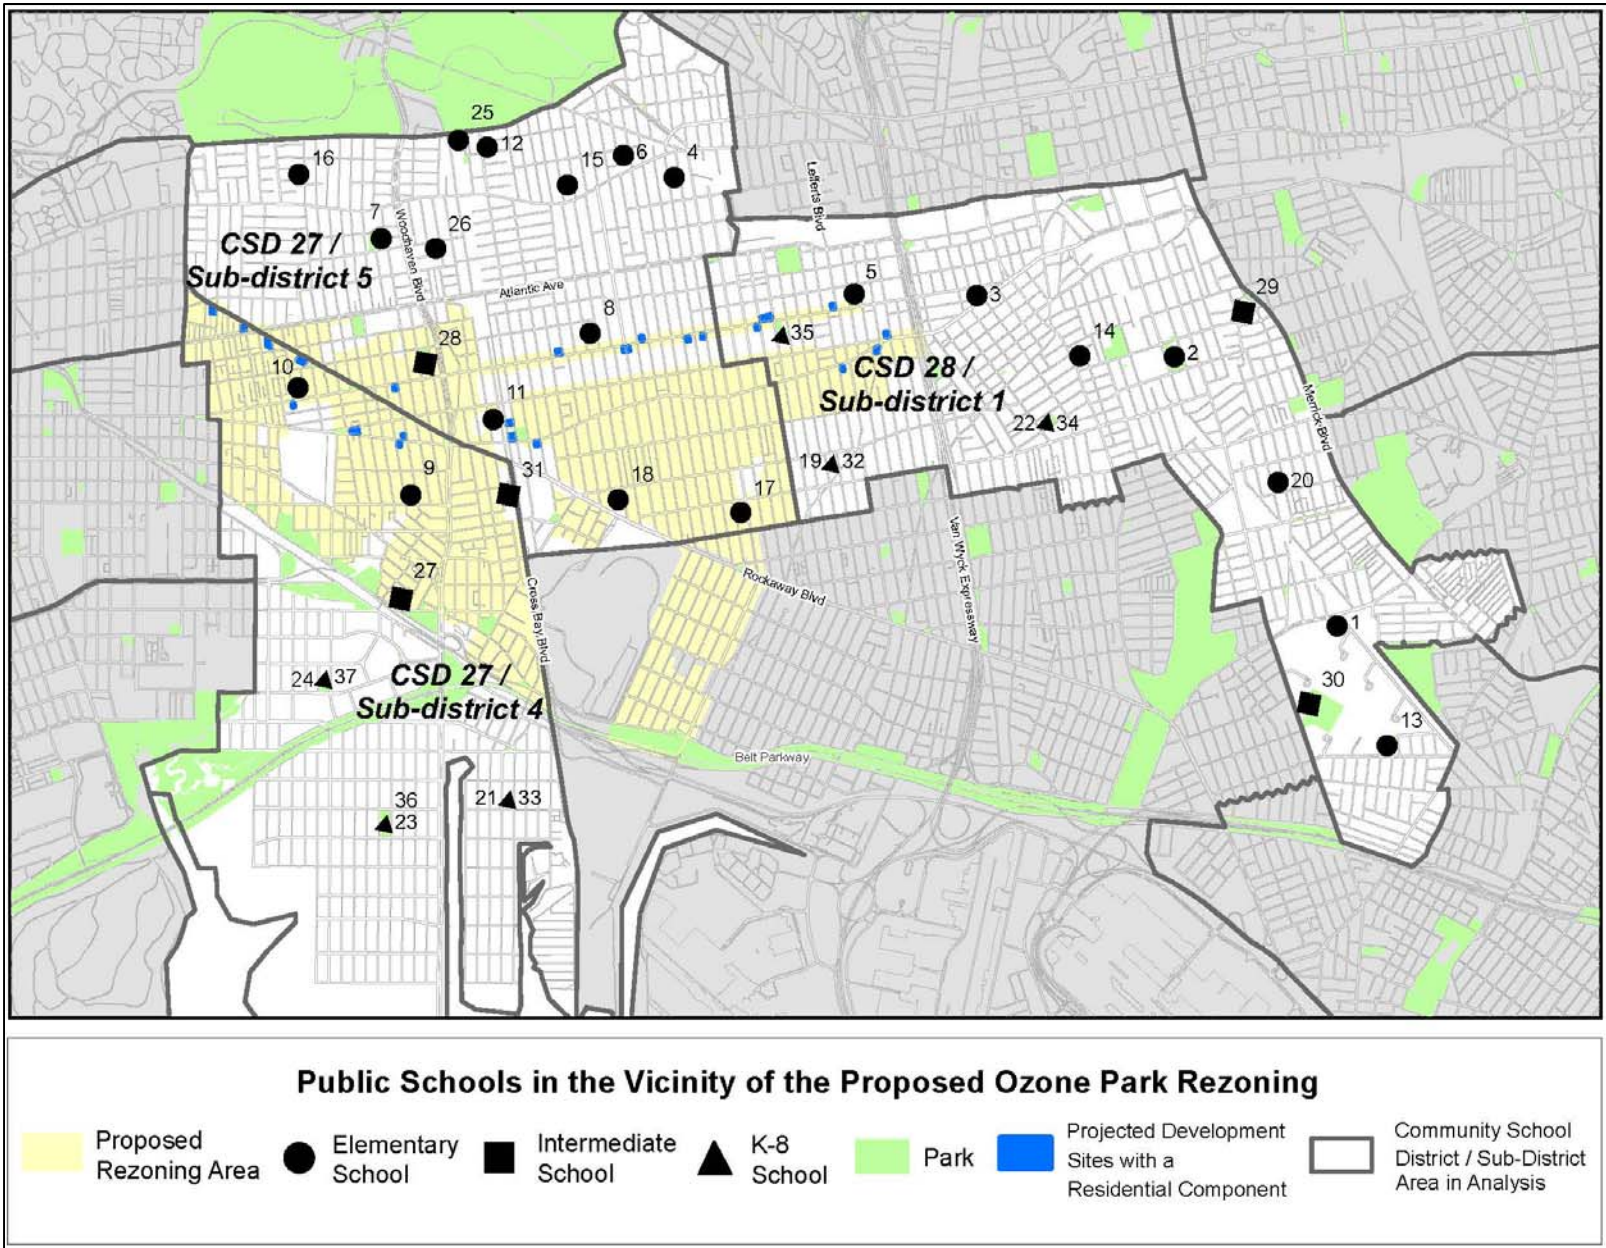 25
12
16
15
6
4
7
26
Woodhaven Blvd
Lefferts Blvd
CSD 27 /
Sub-district 5
Atlantic Ave
5
3
29
8
35
28
14
2
10
CSD 28 /
Sub-district 1
11
22 34
Merrick Blvd
9
31
18
17
19 32
20
27
Cross Bay Blvd
Rockaway Blvd
Van Wyck Expressway
1
24 37
CSD 27 /
Sub-district 4
30
13
Belt Parkway
36
23
21 33
Public Schools in the Vicinity of the Proposed Ozone Park Rezoning
Proposed
Rezoning Area
Elementary
School
Intermediate
School
K-8
School
Park
Projected Development
Sites with a
Residential Component
Community School
District / Sub-District
Area in Analysis